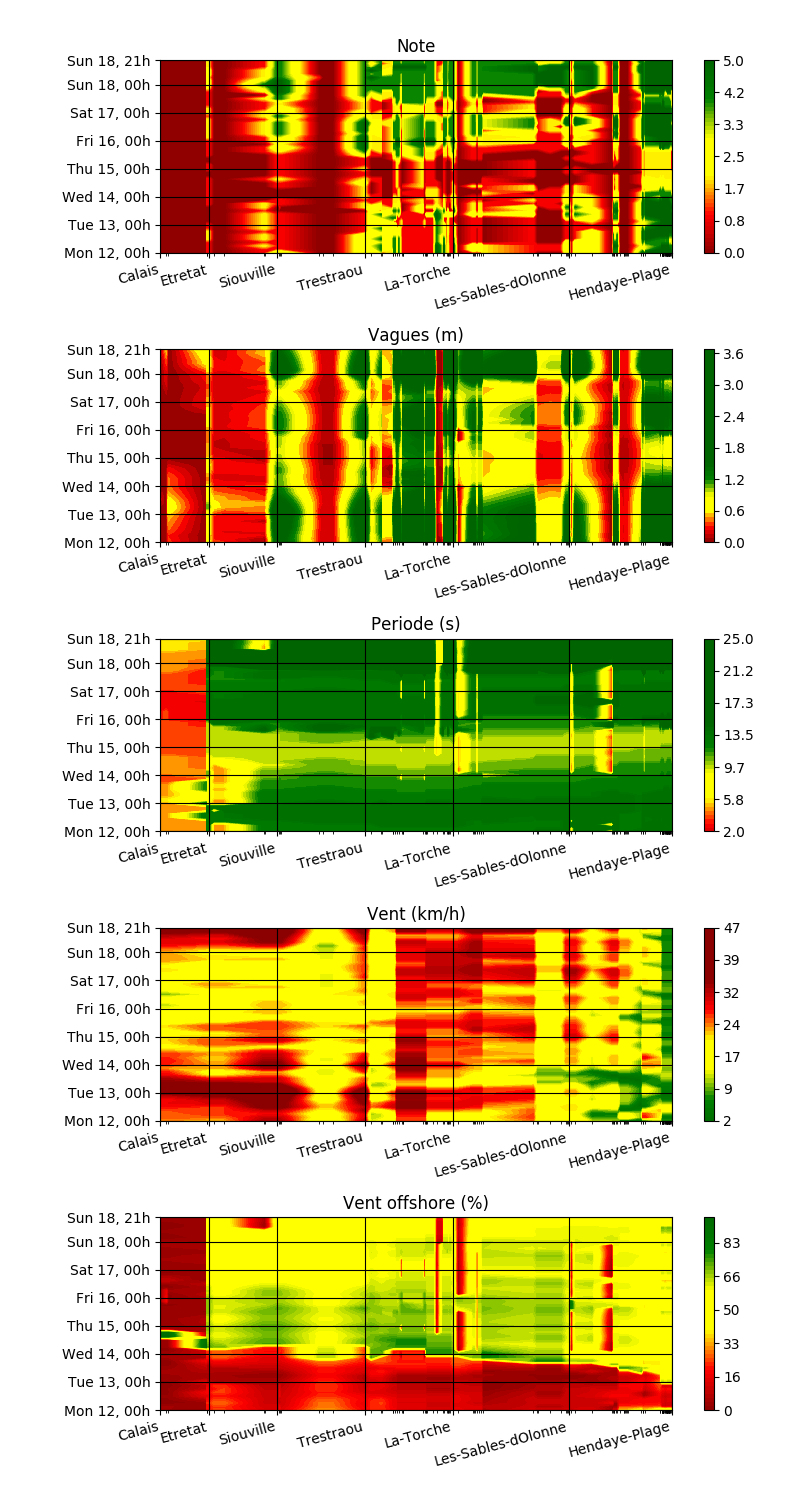 Note
Sun 18, 21h
Sun 18, 00h
Sat 17, 00h
Fri 16, 00h
Thu 15, 00h
Wed 14, 00h
Tue 13, 00h
Mon 12, 00h
Calais Etretat Siouville Trestraou La-Torche Les-Sables-dOlonne Hendaye-Plage
5.0
4.2
3.3
2.5
1.7
0.8
0.0
Vagues (m)
Sun 18, 21h
Sun 18, 00h
Sat 17, 00h
Fri 16, 00h
Thu 15, 00h
Wed 14, 00h
Tue 13, 00h
Mon 12, 00h
Calais Etretat Siouville Trestraou La-Torche Les-Sables-dOlonne Hendaye-Plage
3.6
3.0
2.4
1.8
1.2
0.6
0.0
Periode (s)
Sun 18, 21h
Sun 18, 00h
Sat 17, 00h
Fri 16, 00h
Thu 15, 00h
Wed 14, 00h
Tue 13, 00h
Mon 12, 00h
Calais Etretat Siouville Trestraou La-Torche Les-Sables-dOlonne Hendaye-Plage
25.0
21.2
17.3
13.5
9.7
5.8
2.0
Vent (km/h)
Sun 18, 21h
Sun 18, 00h
Sat 17, 00h
Fri 16, 00h
Thu 15, 00h
Wed 14, 00h
Tue 13, 00h
Mon 12, 00h
Calais Etretat Siouville Trestraou La-Torche Les-Sables-dOlonne Hendaye-Plage
47
39
32
24
17
9
2
Vent offshore (%)
Sun 18, 21h
Sun 18, 00h
Sat 17, 00h
Fri 16, 00h
Thu 15, 00h
Wed 14, 00h
Tue 13, 00h
Mon 12, 00h
Calais Etretat Siouville Trestraou La-Torche Les-Sables-dOlonne Hendaye-Plage
83
66
50
33
16
0